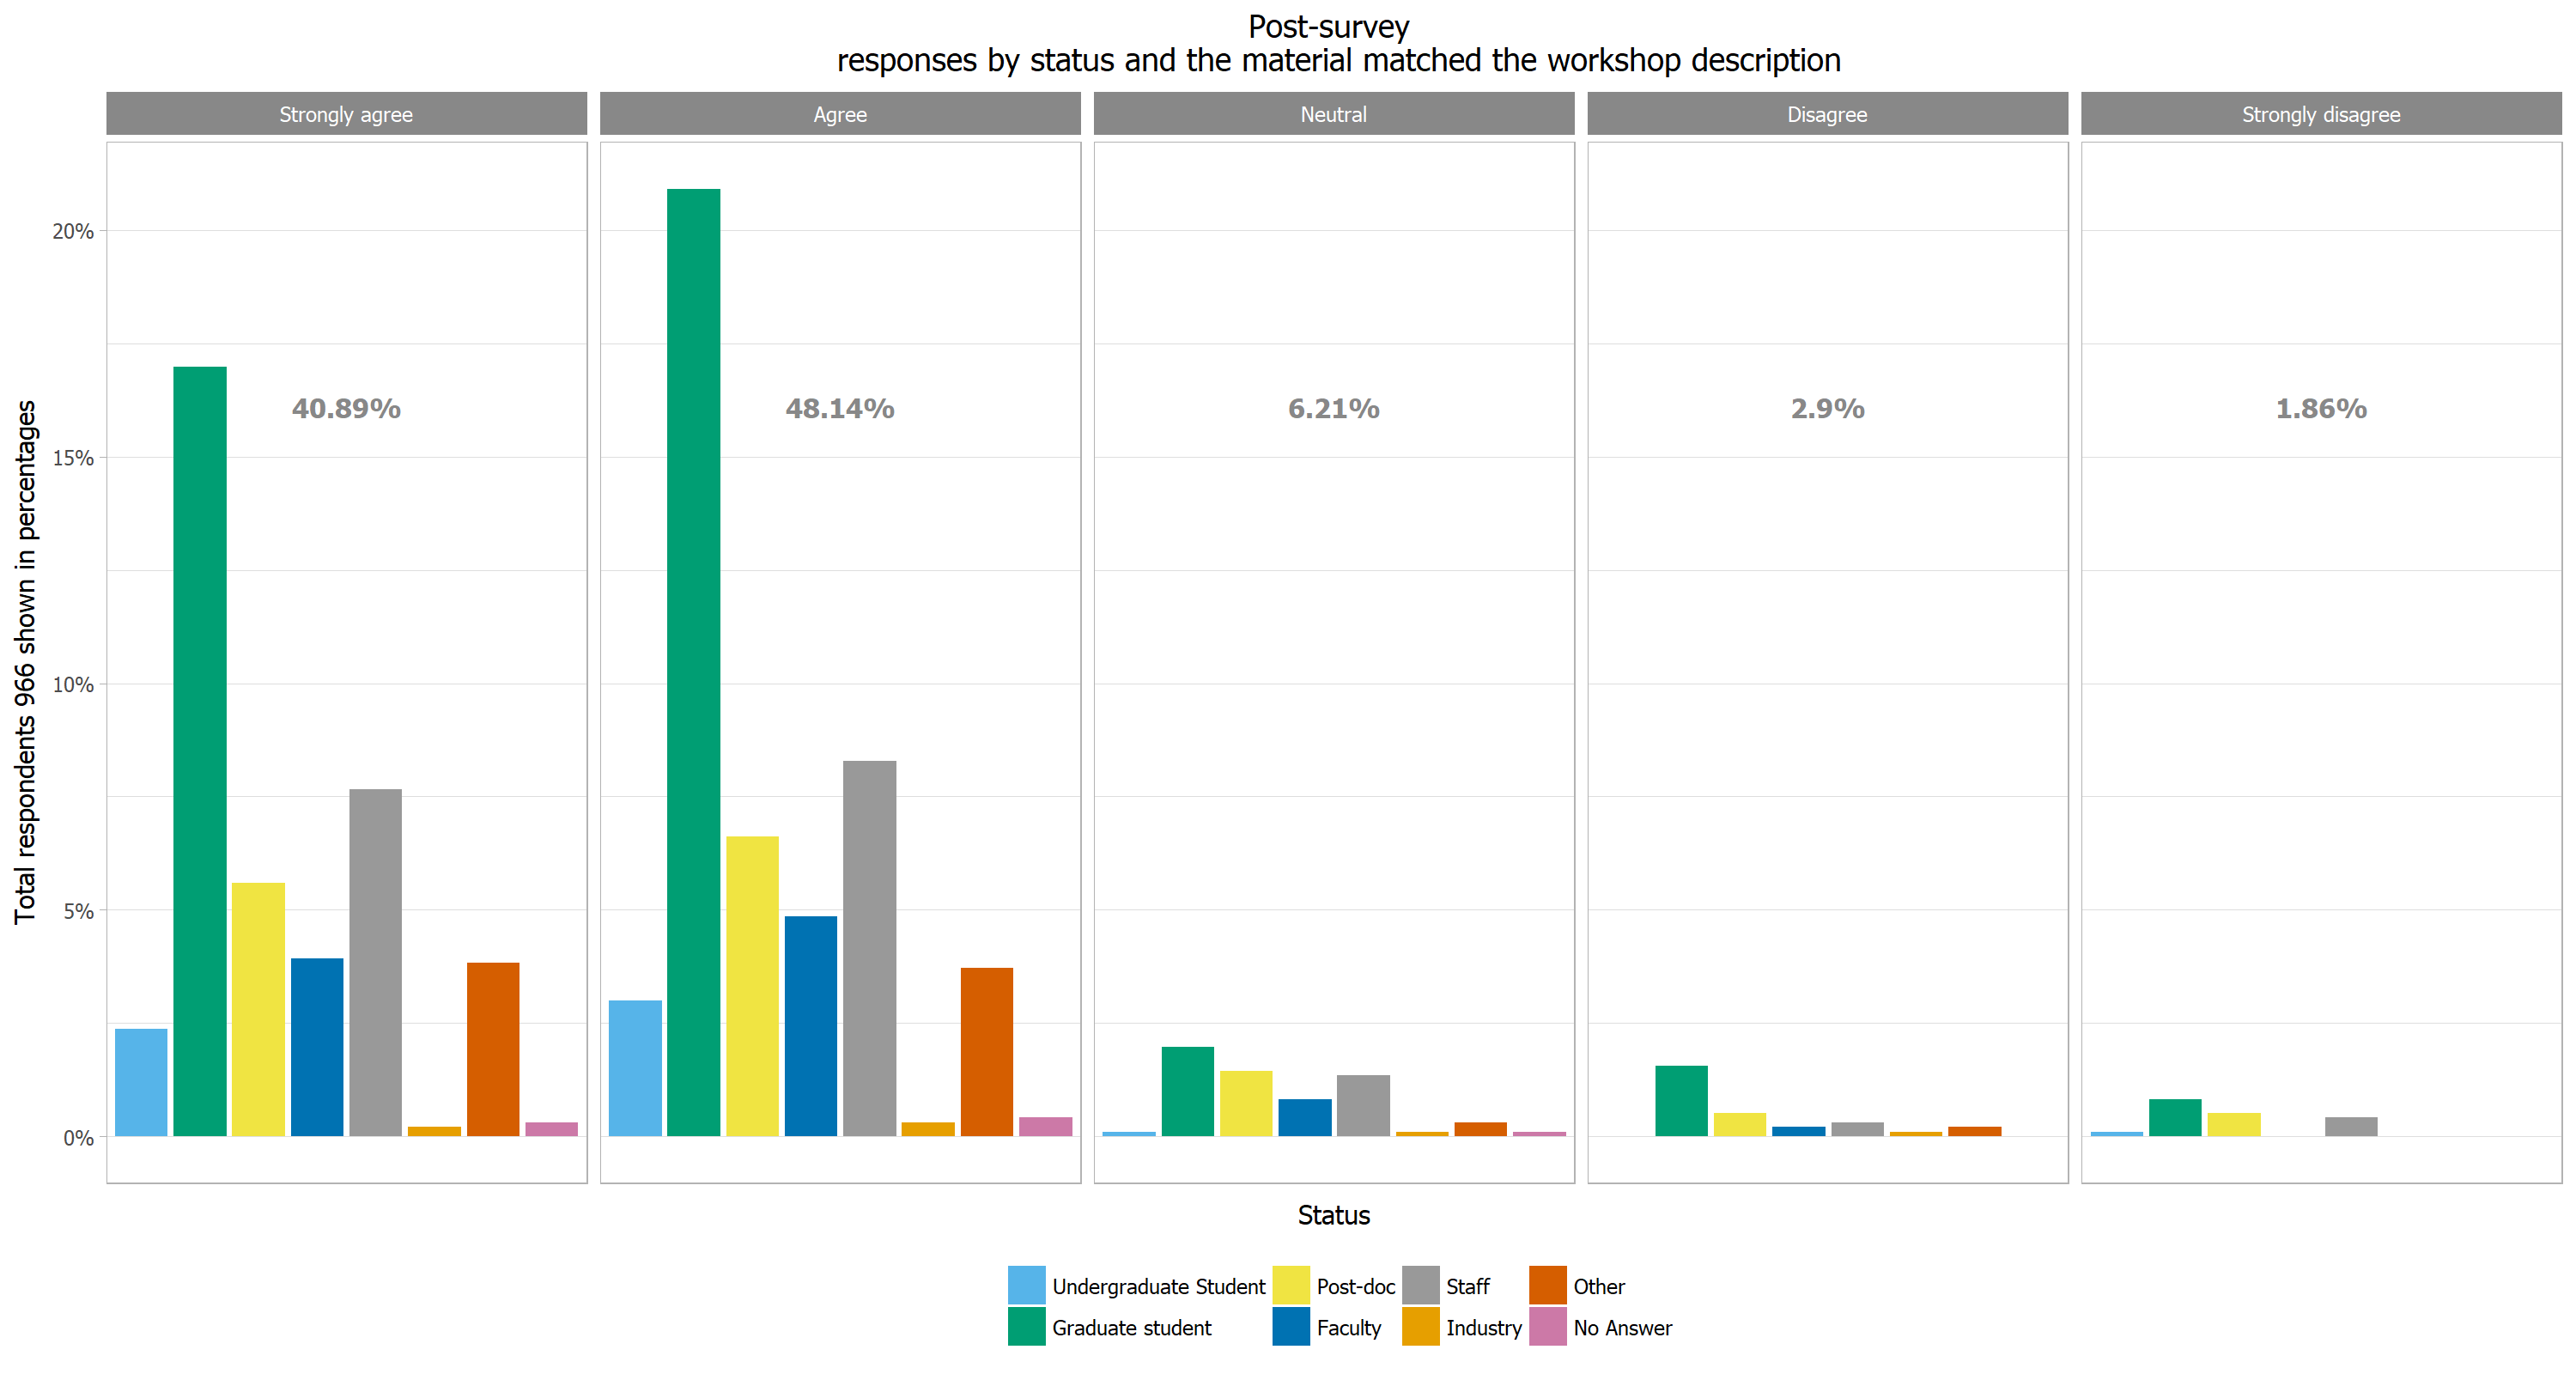 Post-survey
responses by status and the material matched the workshop description
Strongly agree
Agree
Neutral
Disagree
Strongly disagree
20%
15%
10%
5%
0%
40.89%
48.14%
6.21%
2.9%
1.86%
Total respondents 966 shown in percentages
Status
Undergraduate Student
Post-doc
Staff
Other
Graduate student
Faculty
Industry
No Answer